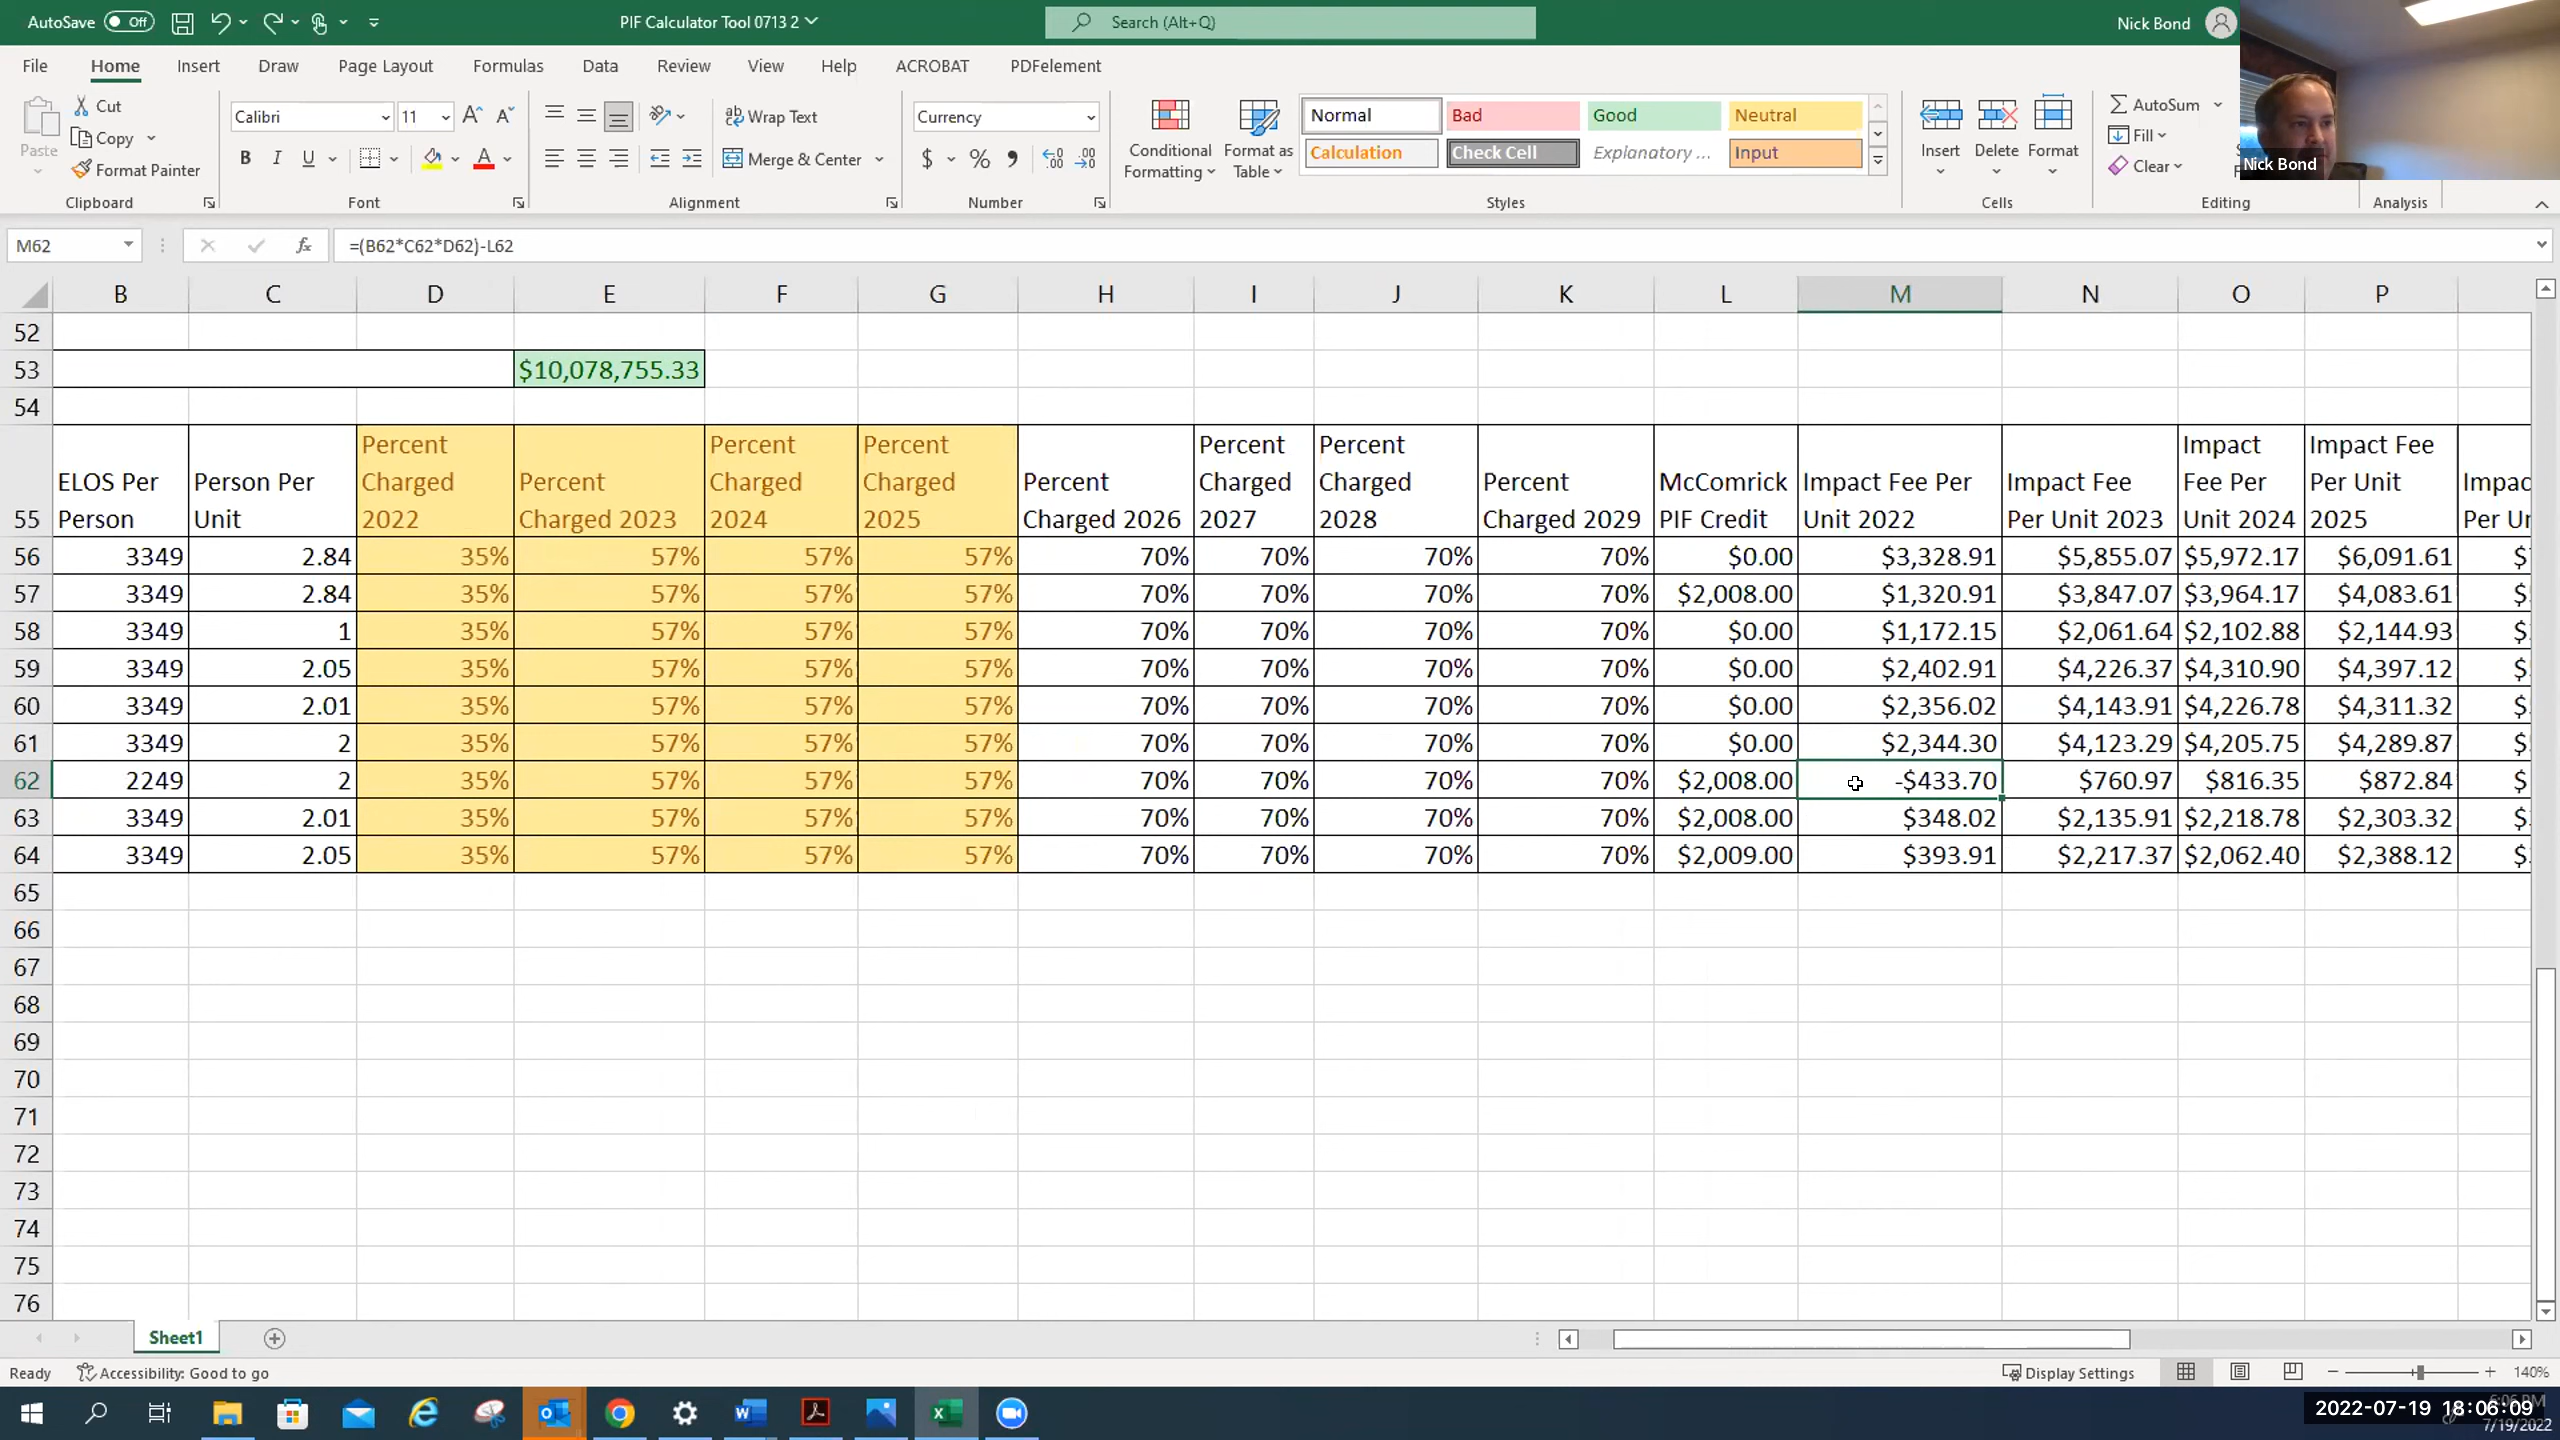 AutoSave Off PIF Calculator Tool 0713 2 Search (Alt+Q) Nick Bond
File Home Insert Draw Page Layout Formulas Data Review View Help ACROBAT PDFelement
Cut
Copy
Format Painter
Paste
Calibri 11
Wrap Text
Merge & Center
Currency
Conditional Formatting
Format as Table
Normal Bad Good Neutral
Calculation Check Cell Explanatory ... Input
Insert Delete Format
AutoSum
Fill
Clear
Nick Bond
Clipboard Font Alignment Number Styles Cells Editing Analysis
M62 fx =(B62*C62*D62)-L62
B C D E F G H I J K L M N O P
52
53 $10,078,755.33
54
55 ELOS Per Person Person Per Unit Percent Charged 2022 Percent Charged 2023 Percent Charged 2024 Percent Charged 2025 Percent Charged 2026 Percent Charged 2027 Percent Charged 2028 Percent Charged 2029 McComrick PIF Credit Impact Fee Per Unit 2022 Impact Fee Per Unit 2023 Impact Fee Per Unit 2024 Impact Fee Per Unit 2025
56 3349 2.84 35% 57% 57% 57% 70% 70% 70% 70% $0.00 $3,328.91 $5,855.07 $5,972.17 $6,091.61
57 3349 2.84 35% 57% 57% 57% 70% 70% 70% 70% $2,008.00 $1,320.91 $3,847.07 $3,964.17 $4,083.61
58 3349 1 35% 57% 57% 57% 70% 70% 70% 70% $0.00 $1,172.15 $2,061.64 $2,102.88 $2,144.93
59 3349 2.05 35% 57% 57% 57% 70% 70% 70% 70% $0.00 $2,402.91 $4,226.37 $4,310.90 $4,397.12
60 3349 2.01 35% 57% 57% 57% 70% 70% 70% 70% $0.00 $2,356.02 $4,143.91 $4,226.78 $4,311.32
61 3349 2 35% 57% 57% 57% 70% 70% 70% 70% $0.00 $2,344.30 $4,123.29 $4,205.75 $4,289.87
62 2249 2 35% 57% 57% 57% 70% 70% 70% 70% $2,008.00 -$433.70 $760.97 $816.35 $872.84
63 3349 2.01 35% 57% 57% 57% 70% 70% 70% 70% $2,008.00 $348.02 $2,135.91 $2,218.78 $2,303.32
64 3349 2.05 35% 57% 57% 57% 70% 70% 70% 70% $2,009.00 $393.91 $2,217.37 $2,062.40 $2,388.12
65
66
67
68
69
70
71
72
73
74
75
76
Sheet1
Ready Accessibility: Good to go Display Settings 140%
2022-07-19 18:06:09
7/19/2022